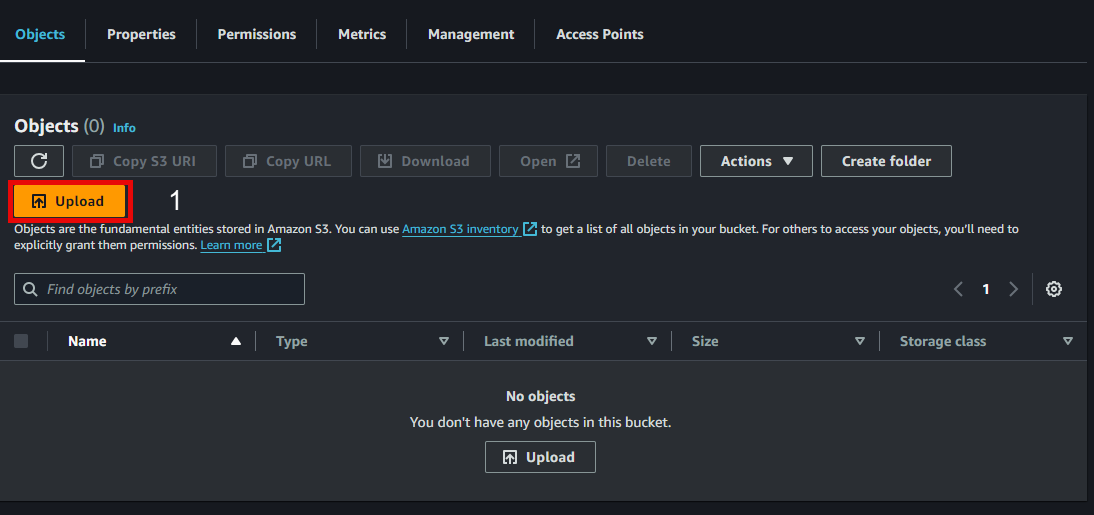 Objects Properties Permissions Metrics Management Access Points
Objects (0) Info
Copy S3 URI Copy URL Download Open Delete Actions Create folder
Upload 1
Objects are the fundamental entities stored in Amazon S3. You can use Amazon S3 inventory to get a list of all objects in your bucket. For others to access your objects, you'll need to
explicitly grant them permissions. Learn more
Find objects by prefix 1
Name Type Last modified Size Storage class
No objects
You don't have any objects in this bucket.
Upload